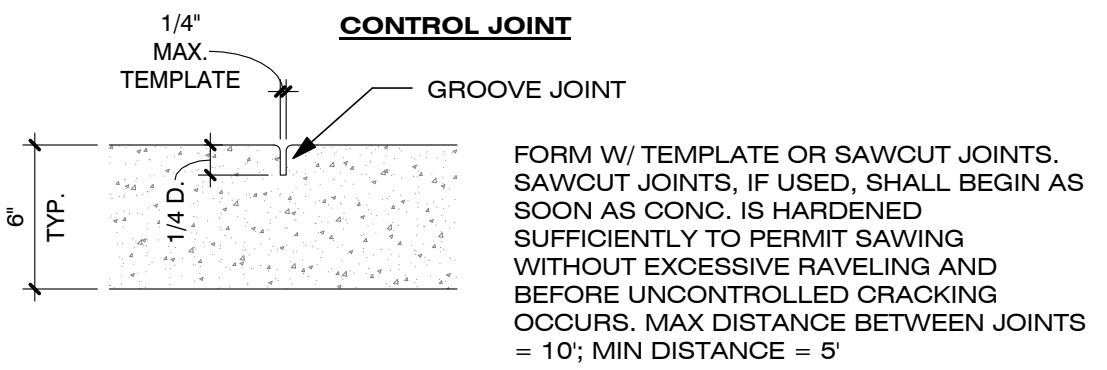 CONTROL JOINT
1/4"
MAX.
TEMPLATE
GROOVE JOINT
6"
TYP.
1/4 D.
FORM W/ TEMPLATE OR SAWCUT JOINTS.
SAWCUT JOINTS, IF USED, SHALL BEGIN AS
SOON AS CONC. IS HARDENED
SUFFICIENTLY TO PERMIT SAWING
WITHOUT EXCESSIVE RAVELING AND
BEFORE UNCONTROLLED CRACKING
OCCURS. MAX DISTANCE BETWEEN JOINTS
= 10'; MIN DISTANCE = 5'